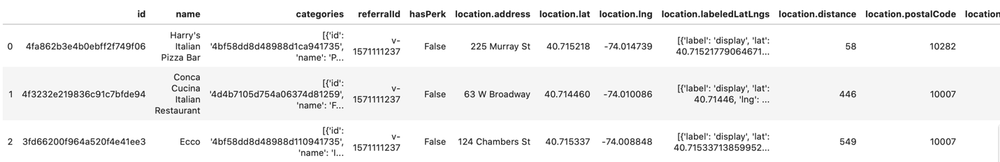 id name categories referralId hasPerk location.address location.lat location.lng location.labeledLatLngs location.distance location.postalCode location
0 4fa862b3e4b0ebff2f749f06 Harry's Italian Pizza Bar [{'id': '4bf58dd8d48988d1ca941735', 'name': 'P... v-1571111237 False 225 Murray St 40.715218 -74.014739 [{'label': 'display', 'lat': 40.71521779064671... 58 10282
1 4f3232e219836c91c7bfde94 Conca Cucina Italian Restaurant [{'id': '4d4b7105d754a06374d81259', 'name': 'F... v-1571111237 False 63 W Broadway 40.714460 -74.010086 [{'label': 'display', 'lat': 40.71446, 'lng': ... 446 10007
2 3fd66200f964a520f4e41ee3 Ecco [{'id': '4bf58dd8d48988d110941735', 'name': 'I... v-1571111237 False 124 Chambers St 40.715337 -74.008848 [{'label': 'display', 'lat': 40.71533713859952... 549 10007